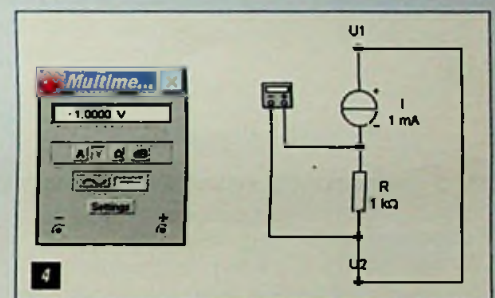 Multime...
-1.0000 V
A V Ω dB
Settings
- +
U1
+
I
- 1 mA
R
1 kΩ
U2
4